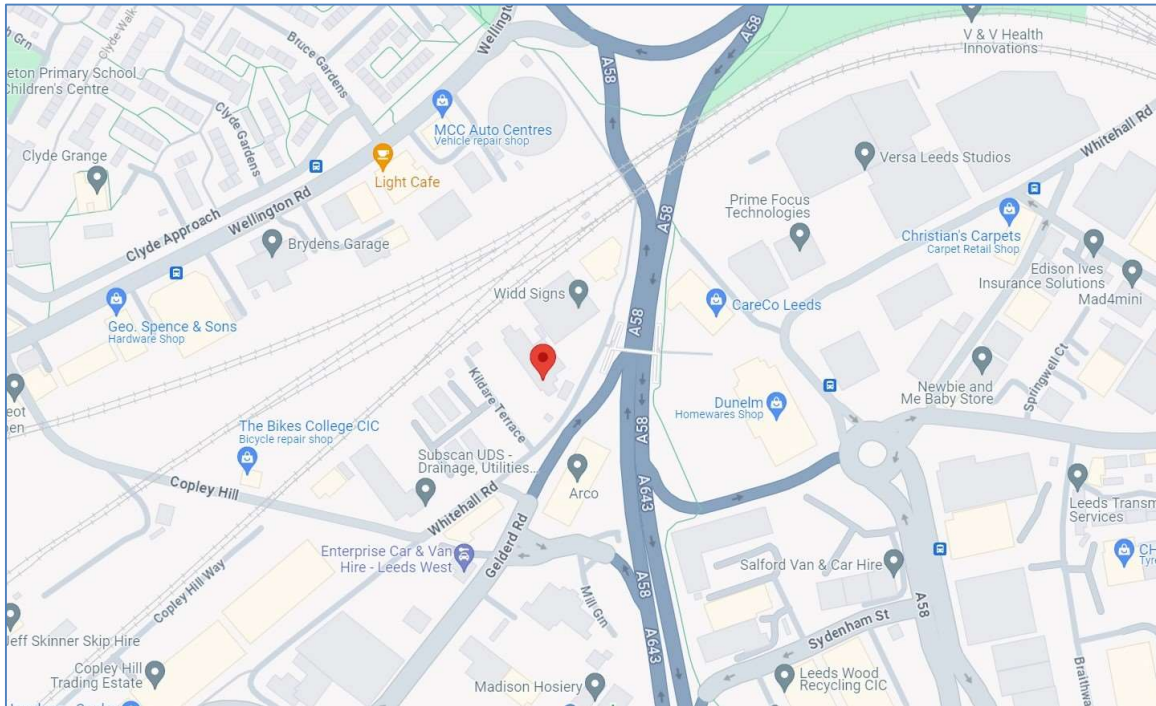 V & V Health
Innovations
Clyde Walk
Bruce Gardens
Wellington
A58
A58
eton Primary School
Children's Centre
MCC Auto Centres
Vehicle repair shop
Clyde Gardens
Clyde Grange
Light Cafe
Versa Leeds Studios
Whitehall Rd
Clyde Approach
Wellington Rd
Brydens Garage
A58
Prime Focus
Technologies
Christian's Carpets
Carpet Retail Shop
Edison Ives
Insurance Solutions
Mad4mini
Widd Signs
CareCo Leeds
A58
Geo. Spence & Sons
Hardware Shop
Kildare Terrace
Newbie and
Me Baby Store
Springwell Ct
Dunelm
Homewares Shop
The Bikes College CIC
Bicycle repair shop
A58
Subscan UDS -
Drainage, Utilities...
Copley Hill
Whitehall Rd
Arco
A643
Leeds Transm
Services
Enterprise Car & Van
Hire - Leeds West
Gelderd Rd
Salford Van & Car Hire
CH
Tyre
Copley Hill Way
Mill Grn
A58
A58
Sydenham St
Jeff Skinner Skip Hire
A643
Copley Hill
Trading Estate
Madison Hosiery
Leeds Wood
Recycling CIC